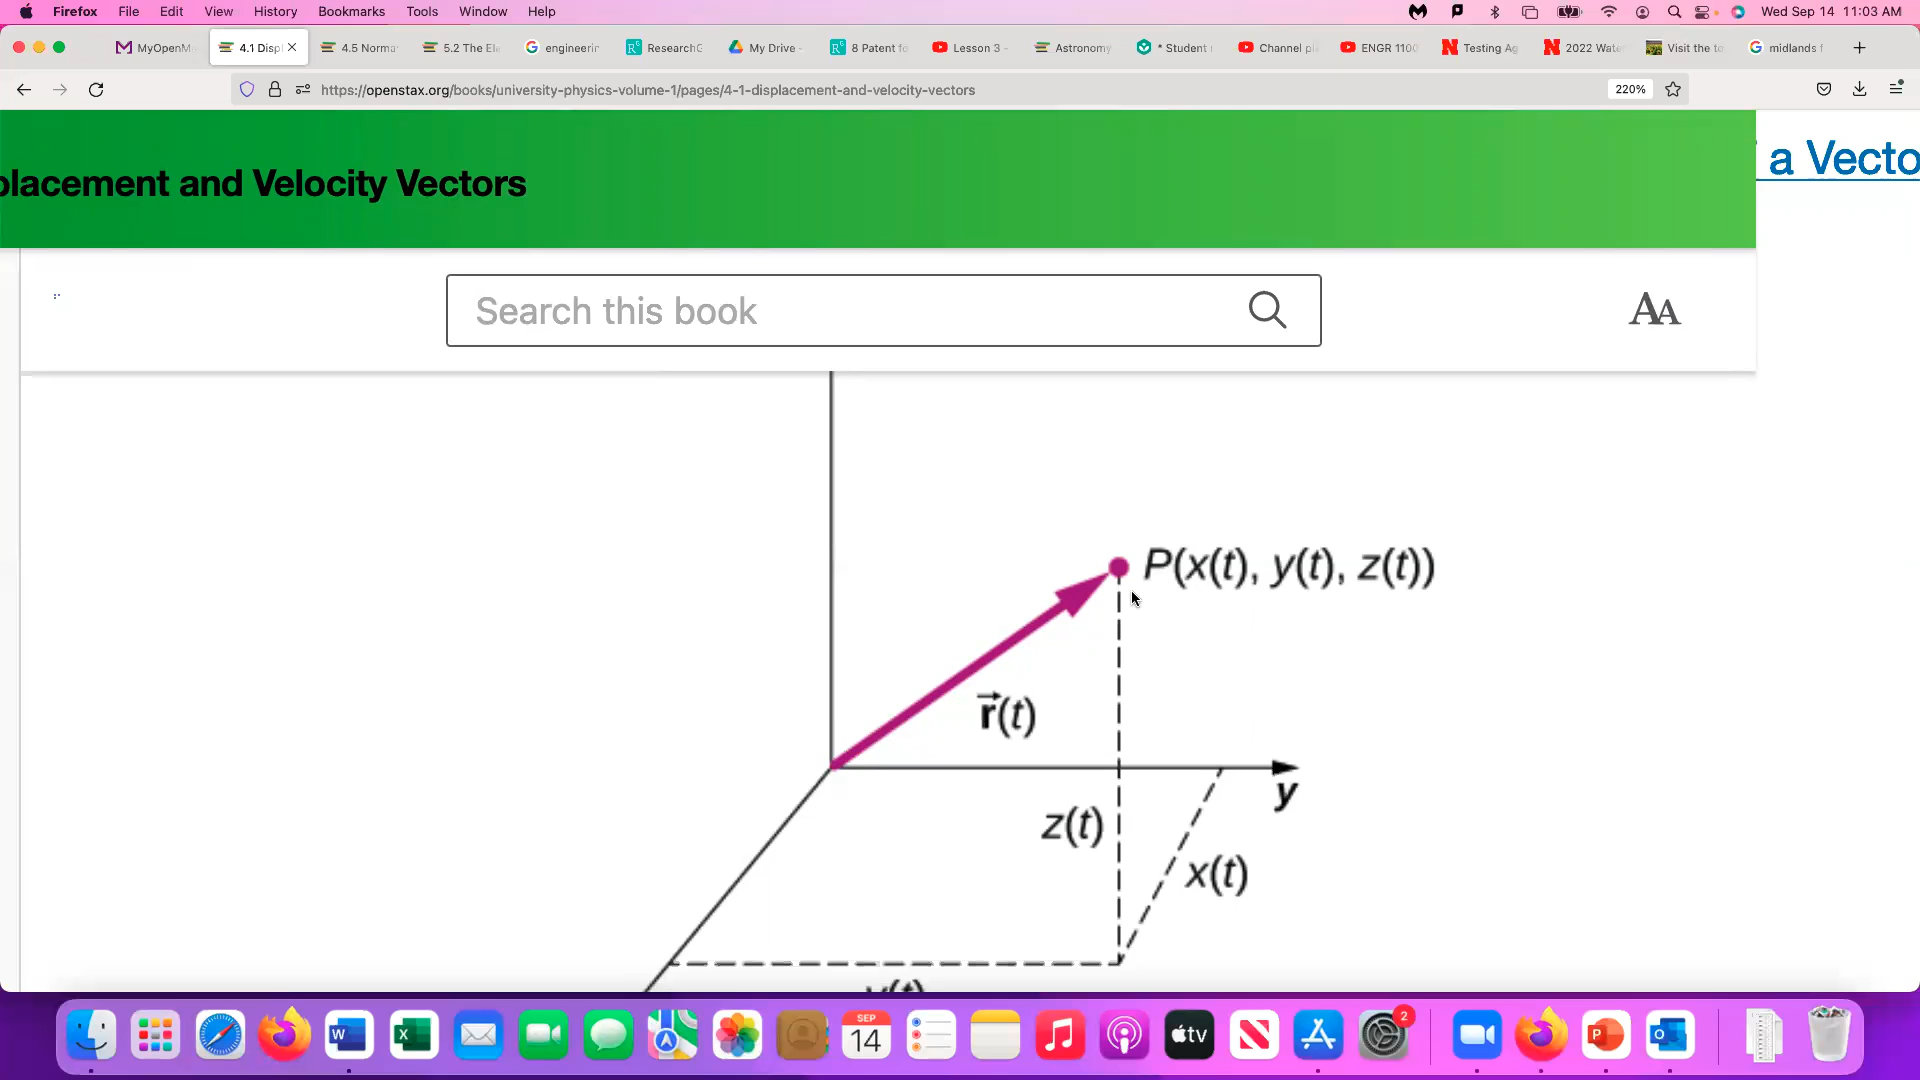 Firefox File Edit View History Bookmarks Tools Window Help Wed Sep 14 11:03 AM
MyOpenM 4.1 Displ 4.5 Norma 5.2 The Ele engineerin ResearchG My Drive - 8 Patent fo Lesson 3 - Astronomy * Student Channel pl ENGR 1100 Testing Ag 2022 Wate Visit the to midlands f
https://openstax.org/books/university-physics-volume-1/pages/4-1-displacement-and-velocity-vectors 220%
a Vecto
placement and Velocity Vectors
Search this book AA
P(x(t), y(t), z(t))
r(t)
y
z(t)
x(t)
SEP
14
tv
2